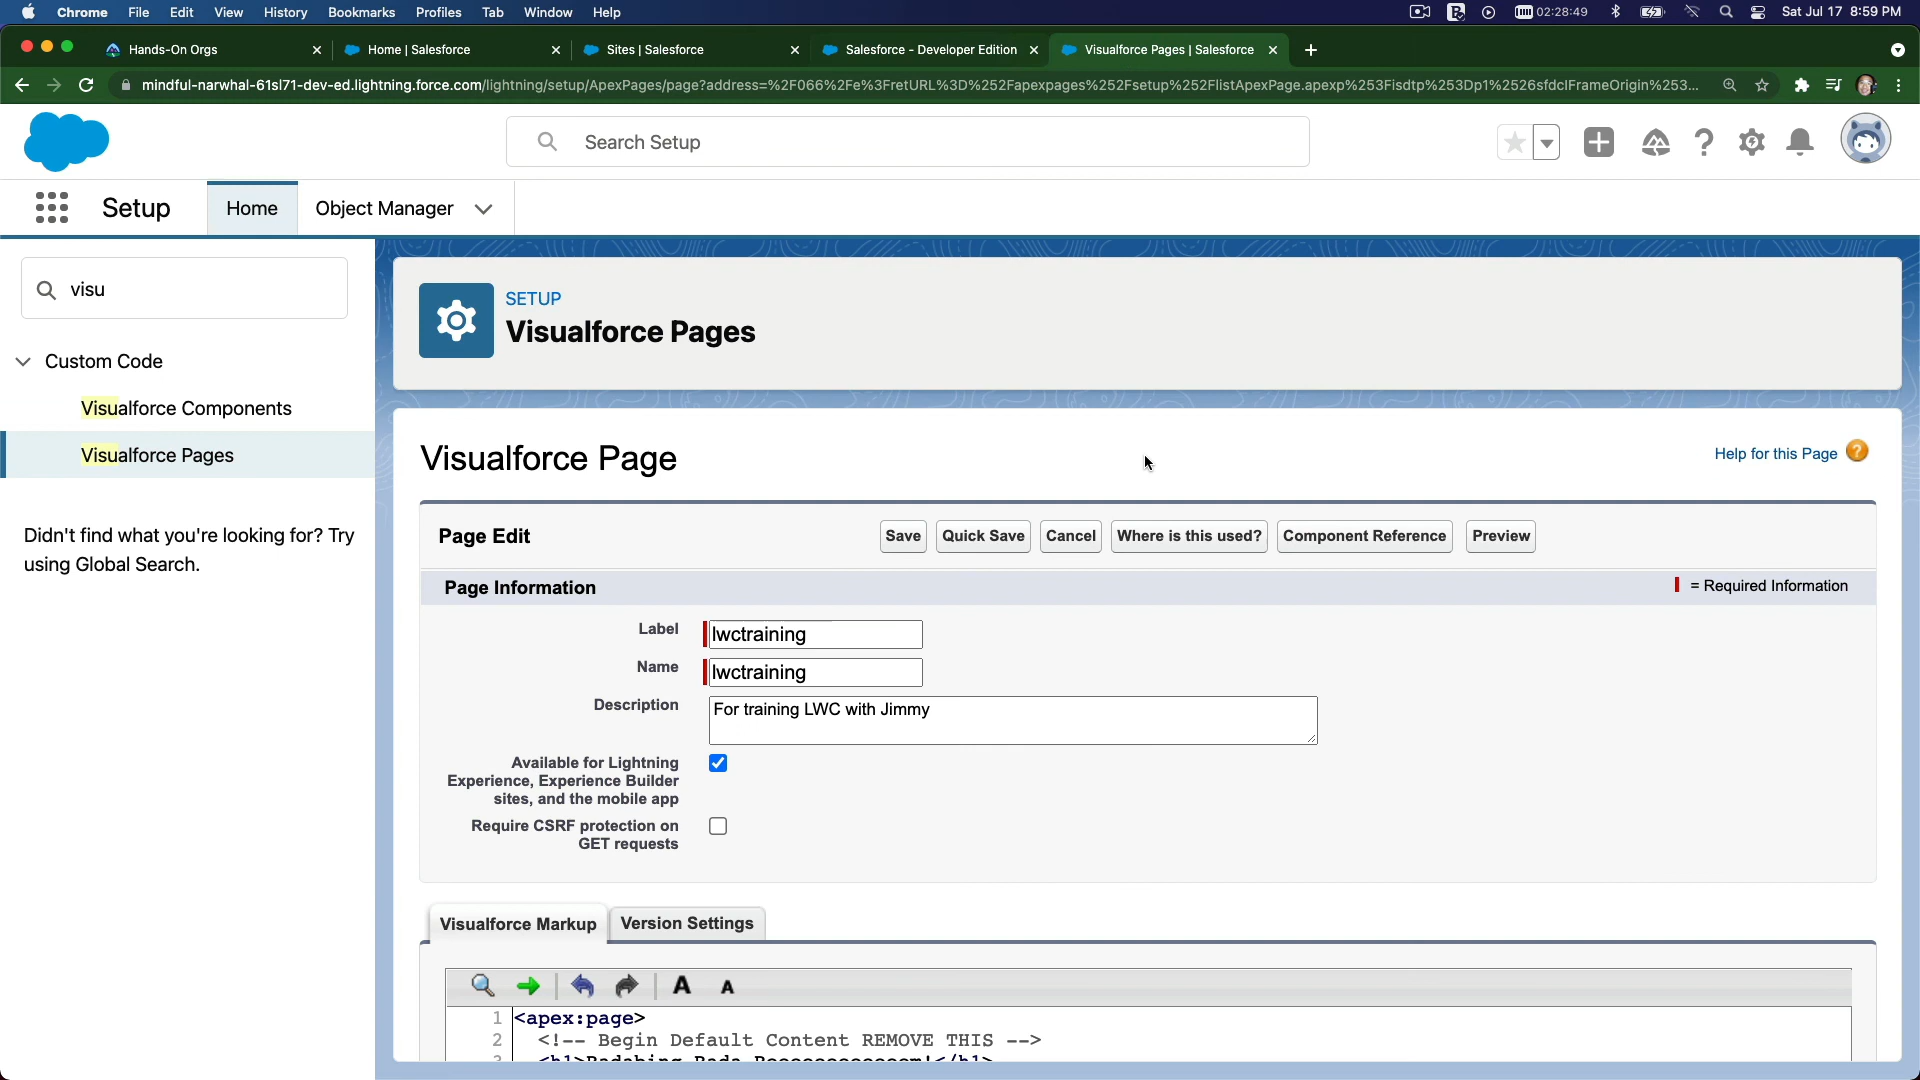 Chrome File Edit View History Bookmarks Profiles Tab Window Help 02:28:49 Sat Jul 17 8:59 PM
Hands-On Orgs Home | Salesforce Sites | Salesforce Salesforce - Developer Edition Visualforce Pages | Salesforce
mindful-narwhal-61sl71-dev-ed.lightning.force.com/lightning/setup/ApexPages/page?address=%2F066%2Fe%3FretURL%3D%252Fapexpages%252Fsetup%252FlistApexPage.apexp%253Fisdtp%253Dp1%2526sfdcIFrameOrigin%253...
Search Setup
Setup Home Object Manager
visu
Custom Code
Visualforce Components
Visualforce Pages
Didn't find what you're looking for? Try
using Global Search.
SETUP
Visualforce Pages
Visualforce Page
Help for this Page
Page Edit Save Quick Save Cancel Where is this used? Component Reference Preview
Page Information = Required Information
Label lwctraining
Name lwctraining
Description For training LWC with Jimmy
Available for Lightning
Experience, Experience Builder
sites, and the mobile app
Require CSRF protection on
GET requests
Visualforce Markup Version Settings
A A
1 <apex:page>
2 <!-- Begin Default Content REMOVE THIS -->